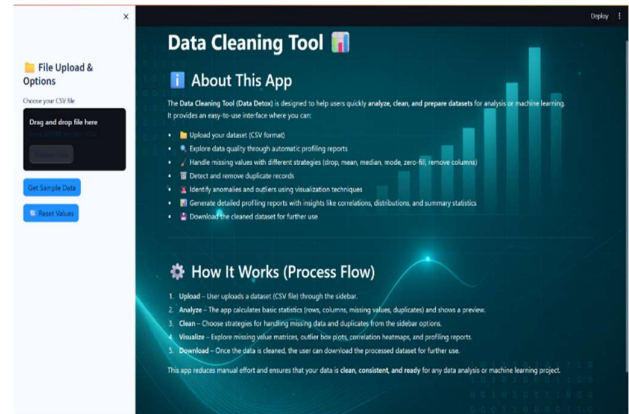 Deploy
File Upload &
Options
Choose your CSV file
Drag and drop file here
Get Sample Data
Reset Values
Data Cleaning Tool
About This App
The Data Cleaning Tool (Data Detox) is designed to help users quickly analyze, clean, and prepare datasets for analysis or machine learning.
It provides an easy-to-use interface where you can:
Upload your dataset (CSV format)
Explore data quality through automatic profiling reports
Handle missing values with different strategies (drop, mean, median, mode, zero-fill, remove columns)
Detect and remove duplicate records
Identify anomalies and outliers using visualization techniques
Generate detailed profiling reports with insights like correlations, distributions, and summary statistics
Download the cleaned dataset for further use
How It Works (Process Flow)
1. Upload – User uploads a dataset (CSV file) through the sidebar.
2. Analyze – The app calculates basic statistics (rows, columns, missing values, duplicates) and shows a preview.
3. Clean – Choose strategies for handling missing data and duplicates from the sidebar options.
4. Visualize – Explore missing value matrices, outlier box plots, correlation heatmaps, and profiling reports.
5. Download – Once the data is cleaned, the user can download the processed dataset for further use.
This app reduces manual effort and ensures that your data is clean, consistent, and ready for any data analysis or machine learning project.